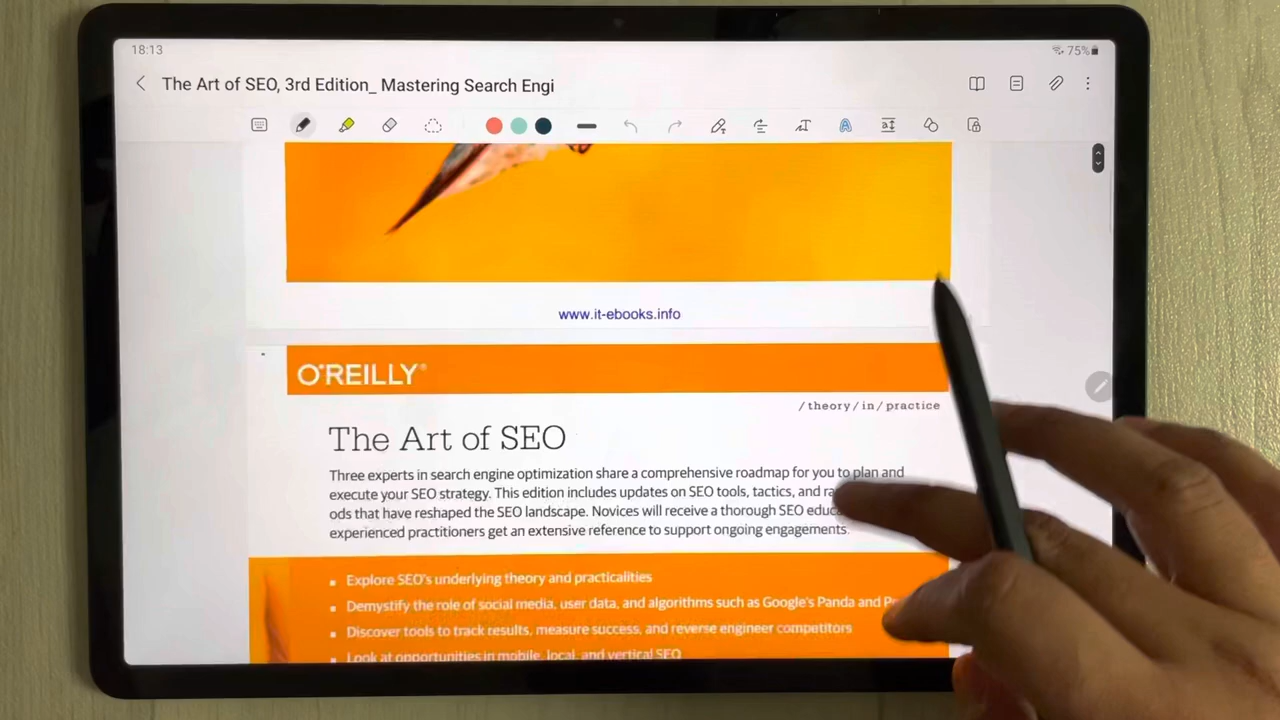 18:13
75%
The Art of SEO, 3rd Edition_ Mastering Search Engi
www.it-ebooks.info
O'REILLY®
/theory/in/practice
The Art of SEO
Three experts in search engine optimization share a comprehensive roadmap for you to plan and
execute your SEO strategy. This edition includes updates on SEO tools, tactics, and
ods that have reshaped the SEO landscape. Novices will receive a thorough SEO
experienced practitioners get an extensive reference to support ongoing engagements.
▪ Explore SEO's underlying theory and practicalities
▪ Demystify the role of social media, user data, and algorithms such as Google's Panda and
▪ Discover tools to track results, measure success, and reverse engineer competitors
▪ Look at opportunities in mobile, local, and vertical SEO